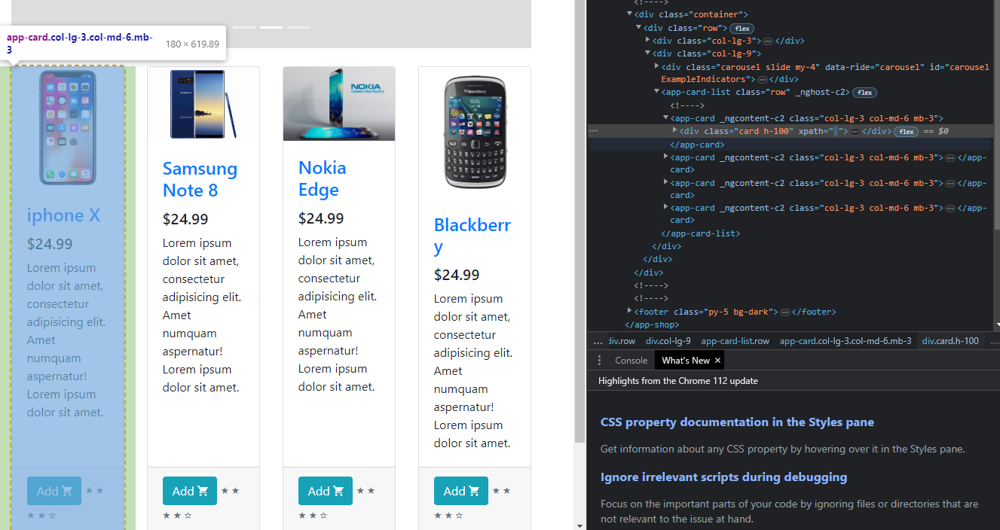 app-card.col-lg-3.col-md-6.mb-
3
180 × 619.89
iphone X
$24.99
Lorem ipsum
dolor sit amet,
consectetur
adipisicing elit.
Amet
numquam
aspernatur!
Lorem ipsum
dolor sit amet.
Add
★ ★
★ ★ ☆
Samsung
Note 8
$24.99
Lorem ipsum
dolor sit amet,
consectetur
adipisicing elit.
Amet
numquam
aspernatur!
Lorem ipsum
dolor sit amet.
Add
★ ★
★ ★ ☆
NOKIA
CONNECTING PEOPLE
Nokia
Edge
$24.99
Lorem ipsum
dolor sit amet,
consectetur
adipisicing elit.
Amet
numquam
aspernatur!
Lorem ipsum
dolor sit amet.
Add
★ ★
★ ★ ☆
BlackBerry
Blackberr
y
$24.99
Lorem ipsum
dolor sit amet,
consectetur
adipisicing elit.
Amet
numquam
aspernatur!
Lorem ipsum
dolor sit amet.
Add
★ ★
★ ★ ☆
<!---->
<div class="container">
<div class="row"> flex
<div class="col-lg-3"> ⋯ </div>
<div class="col-lg-9">
<div class="carousel slide my-4" data-ride="carousel" id="carousel
ExampleIndicators"> ⋯ </div>
<app-card-list class="row" _nghost-c2> flex
<!---->
<app-card _ngcontent-c2 class="col-lg-3 col-md-6 mb-3">
⋯ <div class="card h-100" xpath=" "> ⋯ </div> flex == $0
</app-card>
<app-card _ngcontent-c2 class="col-lg-3 col-md-6 mb-3"> ⋯ </app-
card>
<app-card _ngcontent-c2 class="col-lg-3 col-md-6 mb-3"> ⋯ </app-
card>
<app-card _ngcontent-c2 class="col-lg-3 col-md-6 mb-3"> ⋯ </app-
card>
</app-card-list>
</div>
</div>
</div>
<!---->
<!---->
<footer class="py-5 bg-dark"> ⋯ </footer>
</app-shop>
... div.row div.col-lg-9 app-card-list.row app-card.col-lg-3.col-md-6.mb-3 div.card.h-100 ...
Console What's New ×
Highlights from the Chrome 112 update
CSS property documentation in the Styles pane
Get information about any CSS property by hovering over it in the Styles pane.
Ignore irrelevant scripts during debugging
Focus on the important parts of your code by ignoring files or directories that are
not relevant to the issue at hand.